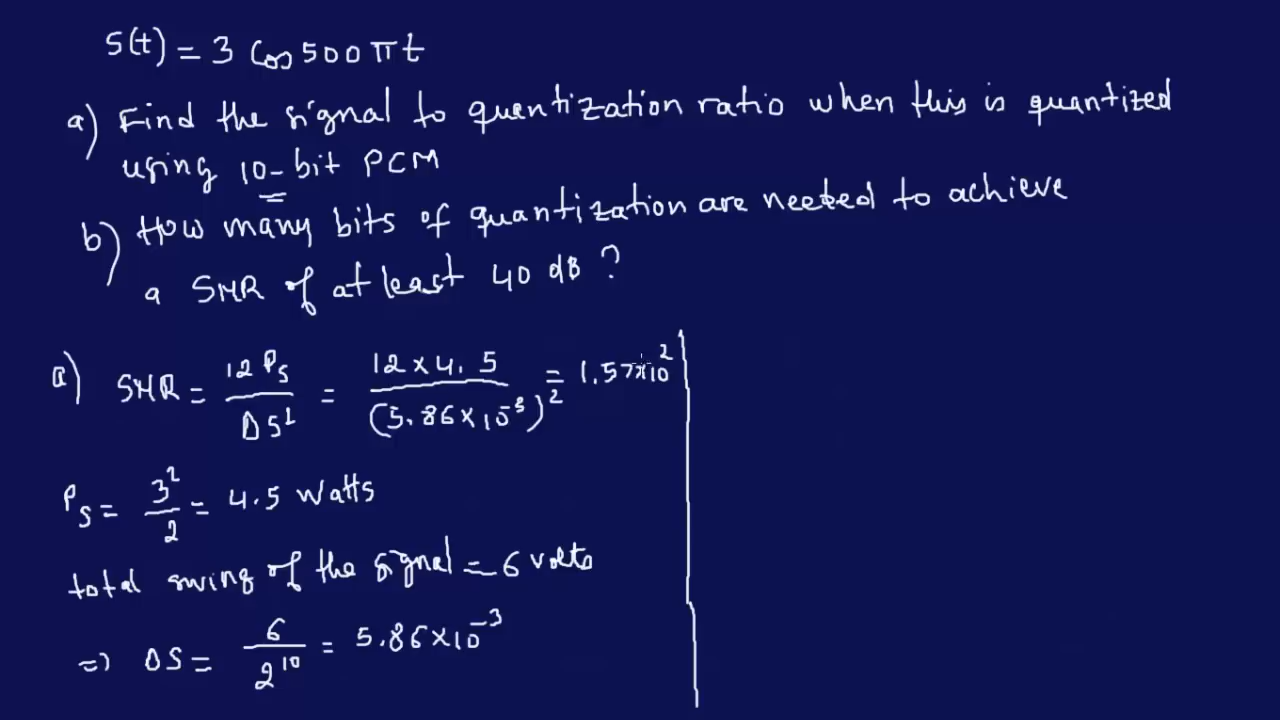 S(t) = 3 Cos 500 π t
a) Find the signal to quantization ratio when this is quantized
using 10-bit PCM
b) How many bits of quantization are needed to achieve
a SNR of at least 40 dB ?
a) SNR = 12 Ps / ΔS² = 12 × 4.5 / (5.86 × 10⁻³)² = 1.57 × 10²
Ps = 3² / 2 = 4.5 Watts
total swing of the signal = 6 volts
=> ΔS = 6 / 2¹⁰ = 5.86 × 10⁻³